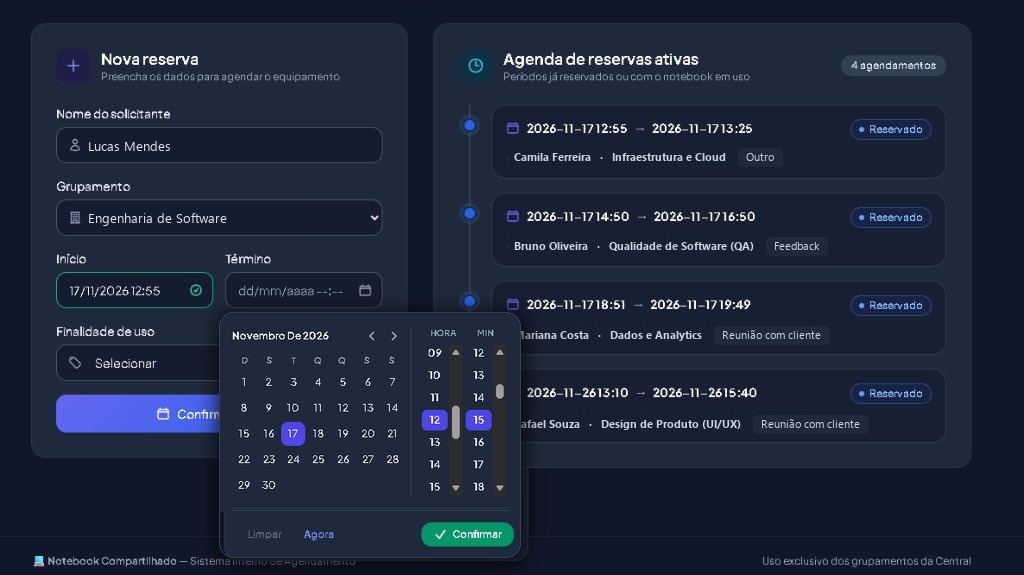 Nova reserva
Preencha os dados para agendar o equipamento
Nome do solicitante
Lucas Mendes
Grupamento
Engenharia de Software
Início
Término
17/11/2026 12:55
dd/mm/aaaa --:--
Finalidade de uso
Selecionar
Confirm
Novembro De 2026
D S T Q Q S S
1 2 3 4 5 6 7
8 9 10 11 12 13 14
15 16 17 18 19 20 21
22 23 24 25 26 27 28
29 30
HORA MIN
09 12
10 13
11 14
12 15
13 16
14 17
15 18
Limpar
Agora
Confirmar
Agenda de reservas ativas
Períodos já reservados ou com o notebook em uso
4 agendamentos
2026-11-17 12:55 → 2026-11-17 13:25
Reservado
Camila Ferreira · Infraestrutura e Cloud Outro
2026-11-17 14:50 → 2026-11-17 16:50
Reservado
Bruno Oliveira · Qualidade de Software (QA) Feedback
2026-11-17 18:51 → 2026-11-17 19:49
Reservado
Mariana Costa · Dados e Analytics Reunião com cliente
2026-11-26 13:10 → 2026-11-26 15:40
Reservado
afael Souza · Design de Produto (UI/UX) Reunião com cliente
Notebook Compartilhado — Sistema Interno de Agendamento
Uso exclusivo dos grupamentos da Central